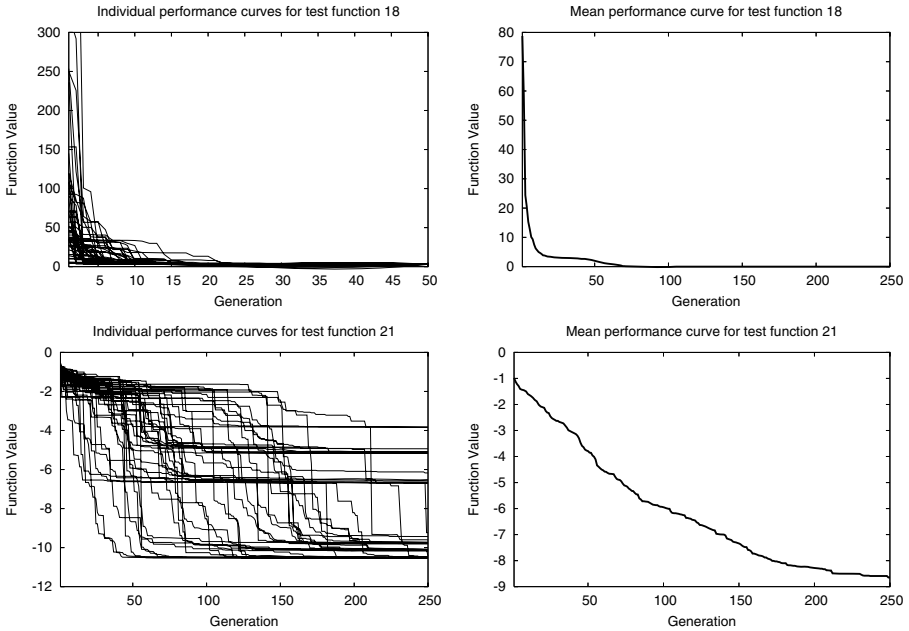 Individual performance curves for test function 18
Function Value
300
250
200
150
100
50
0
5 10 15 20 25 30 35 40 45 50
Generation
Mean performance curve for test function 18
Function Value
80
70
60
50
40
30
20
10
0
50 100 150 200 250
Generation
Individual performance curves for test function 21
Function Value
0
-2
-4
-6
-8
-10
-12
50 100 150 200 250
Generation
Mean performance curve for test function 21
Function Value
0
-1
-2
-3
-4
-5
-6
-7
-8
-9
50 100 150 200 250
Generation